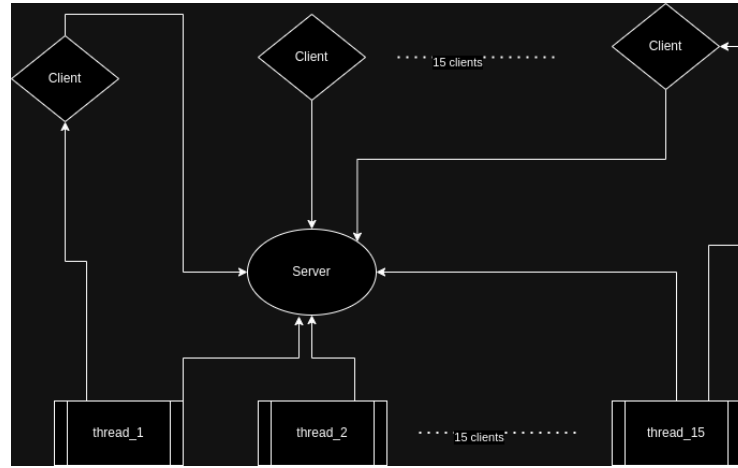 Client
Client
15 clients
Client
Server
thread_1
thread_2
15 clients
thread_15